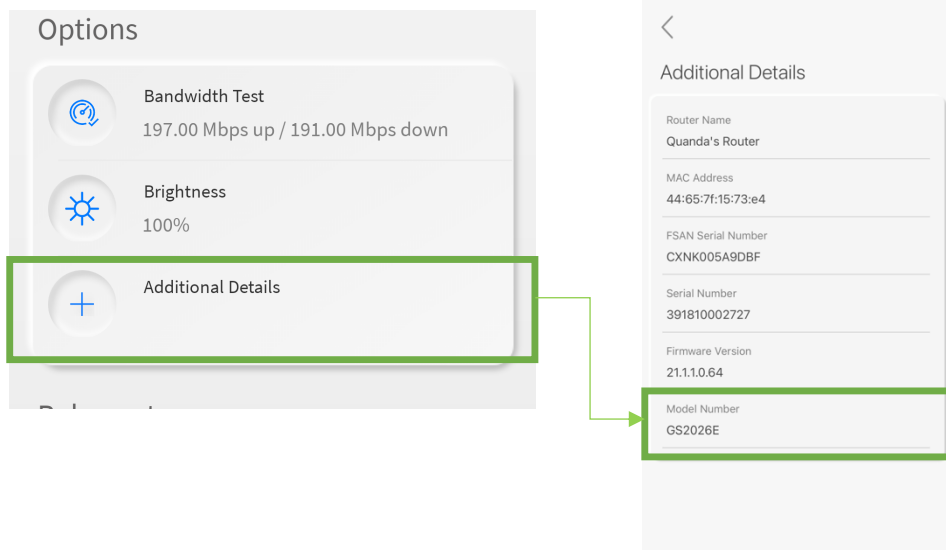 Options
Bandwidth Test
197.00 Mbps up / 191.00 Mbps down
Brightness
100%
Additional Details
Additional Details
Router Name
Quanda's Router
MAC Address
44:65:7f:15:73:e4
FSAN Serial Number
CXNK005A9DBF
Serial Number
391810002727
Firmware Version
21.1.1.0.64
Model Number
GS2026E